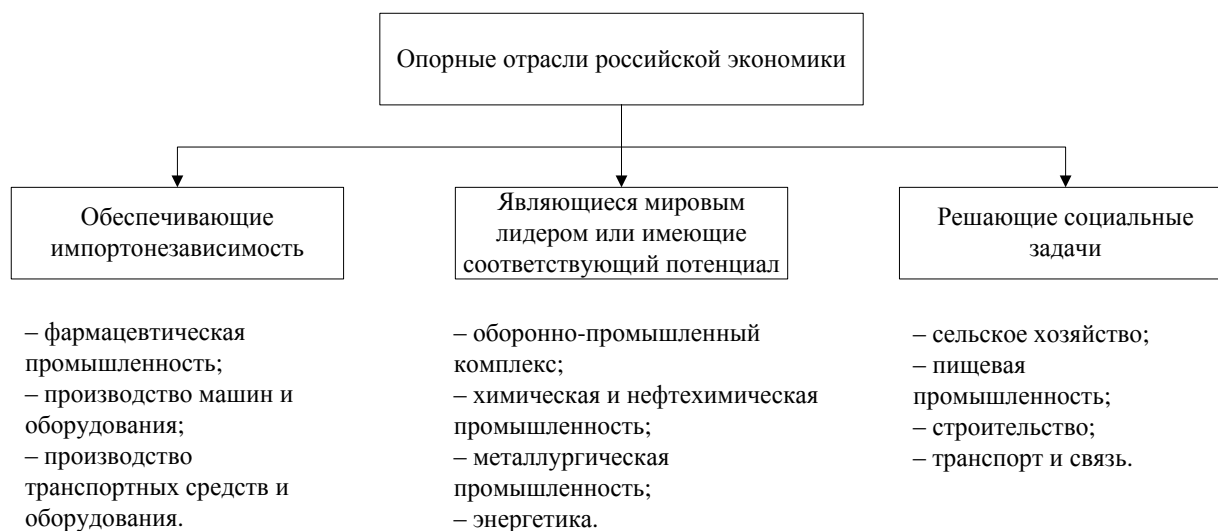 Опорные отрасли российской экономики
Обеспечивающие
импортонезависимость
Являющиеся мировым
лидером или имеющие
соответствующий потенциал
Решающие социальные
задачи
– фармацевтическая
промышленность;
– производство машин и
оборудования;
– производство
транспортных средств и
оборудования.
– оборонно-промышленный
комплекс;
– химическая и нефтехимическая
промышленность;
– металлургическая
промышленность;
– энергетика.
– сельское хозяйство;
– пищевая
промышленность;
– строительство;
– транспорт и связь.